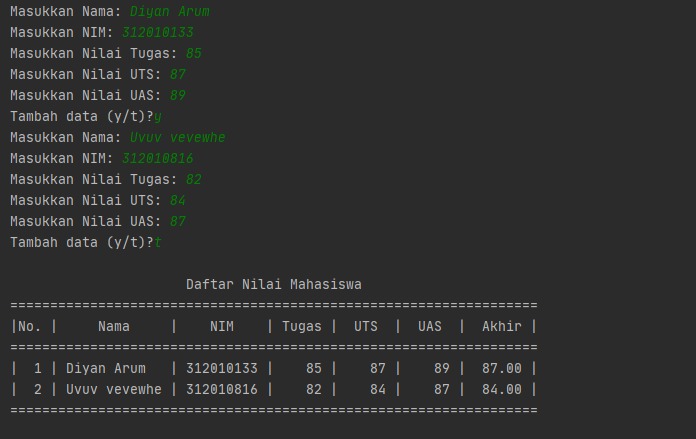 Masukkan Nama: Diyan Arum
Masukkan NIM: 312010133
Masukkan Nilai Tugas: 85
Masukkan Nilai UTS: 87
Masukkan Nilai UAS: 89
Tambah data (y/t)?y
Masukkan Nama: Uvuv vevewhe
Masukkan NIM: 312010816
Masukkan Nilai Tugas: 82
Masukkan Nilai UTS: 84
Masukkan Nilai UAS: 87
Tambah data (y/t)?t
Daftar Nilai Mahasiswa
==================================================================
|No. |     Nama     |    NIM    | Tugas |  UTS  |  UAS  |  Akhir |
==================================================================
|  1 | Diyan Arum   | 312010133 |    85 |    87 |    89 |  87.00 |
|  2 | Uvuv vevewhe | 312010816 |    82 |    84 |    87 |  84.00 |
==================================================================